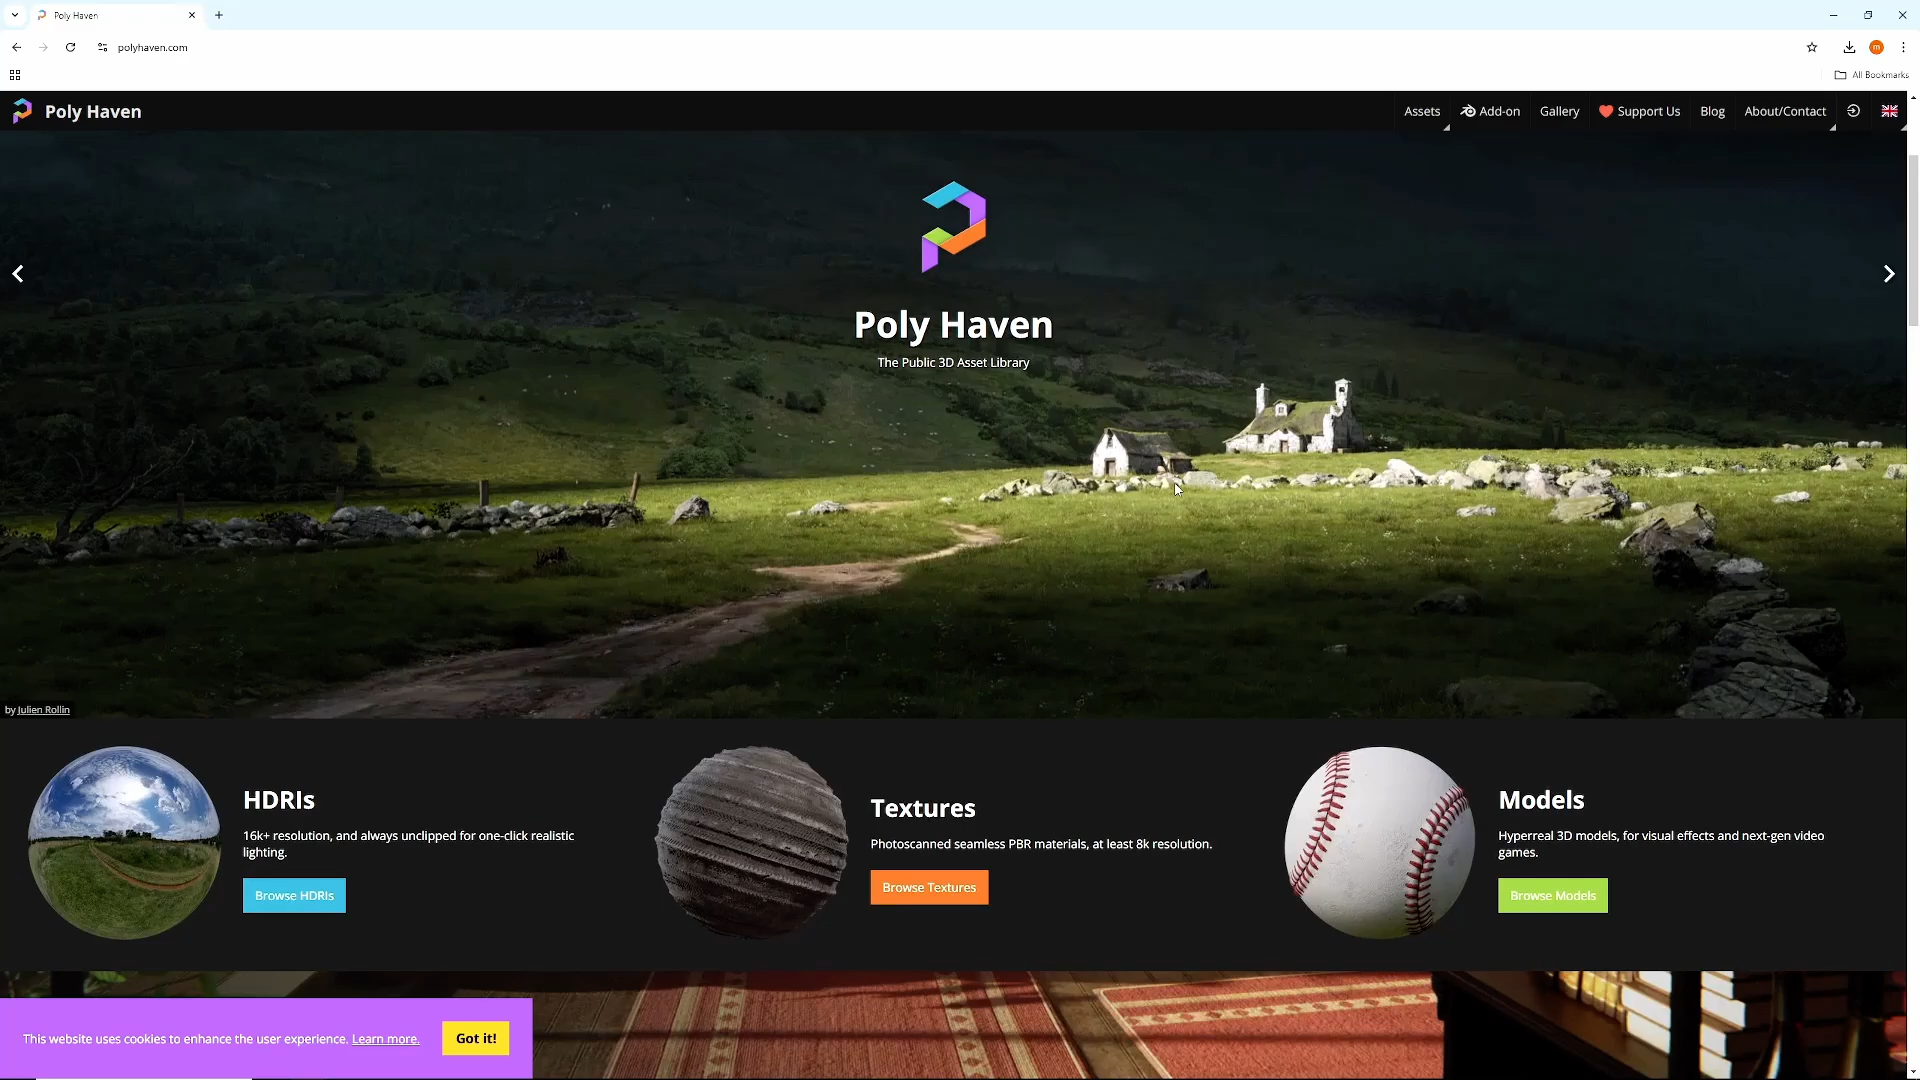 Poly Haven
polyhaven.com
All Bookmarks
Poly Haven
Assets
Add-on
Gallery
Support Us
Blog
About/Contact
Poly Haven
The Public 3D Asset Library
by Julien Rollin
HDRIs
16k+ resolution, and always unclipped for one-click realistic
lighting.
Browse HDRIs
Textures
Photoscanned seamless PBR materials, at least 8k resolution.
Browse Textures
Models
Hyperreal 3D models, for visual effects and next-gen video
games.
Browse Models
This website uses cookies to enhance the user experience. Learn more.
Got it!